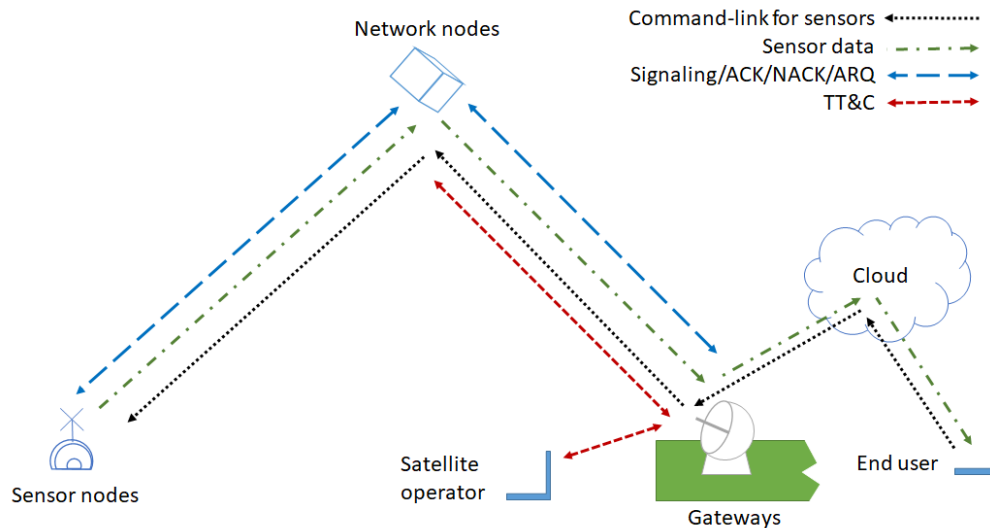 Command-link for sensors
Network nodes
Sensor data
Signaling/ACK/NACK/ARQ
TT&C
Cloud
Satellite
operator
End user
Sensor nodes
Gateways